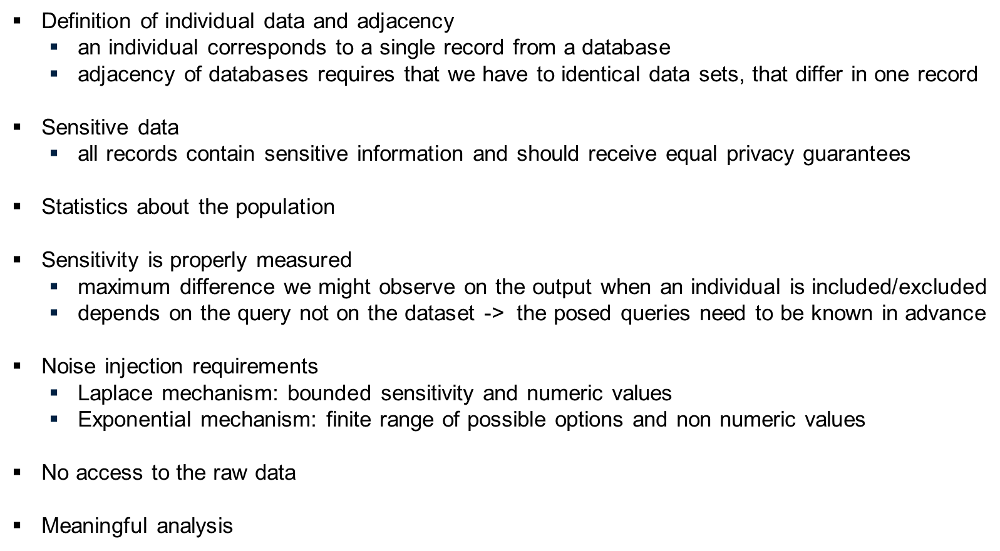 ▪ Definition of individual data and adjacency
▪ an individual corresponds to a single record from a database
▪ adjacency of databases requires that we have to identical data sets, that differ in one record
▪ Sensitive data
▪ all records contain sensitive information and should receive equal privacy guarantees
▪ Statistics about the population
▪ Sensitivity is properly measured
▪ maximum difference we might observe on the output when an individual is included/excluded
▪ depends on the query not on the dataset -> the posed queries need to be known in advance
▪ Noise injection requirements
▪ Laplace mechanism: bounded sensitivity and numeric values
▪ Exponential mechanism: finite range of possible options and non numeric values
▪ No access to the raw data
▪ Meaningful analysis